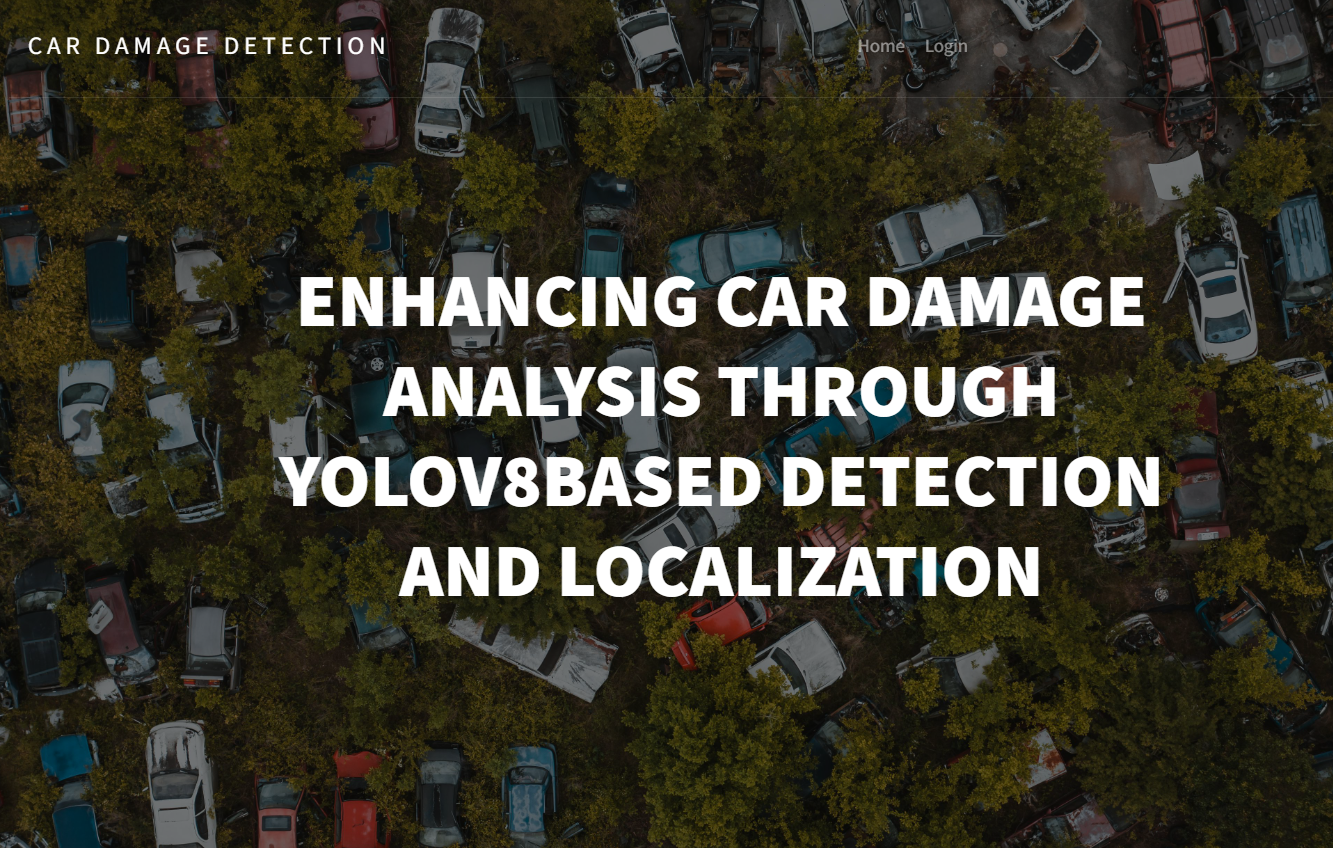 CAR DAMAGE DETECTION
Home Login
ENHANCING CAR DAMAGE
ANALYSIS THROUGH
YOLOV8BASED DETECTION
AND LOCALIZATION